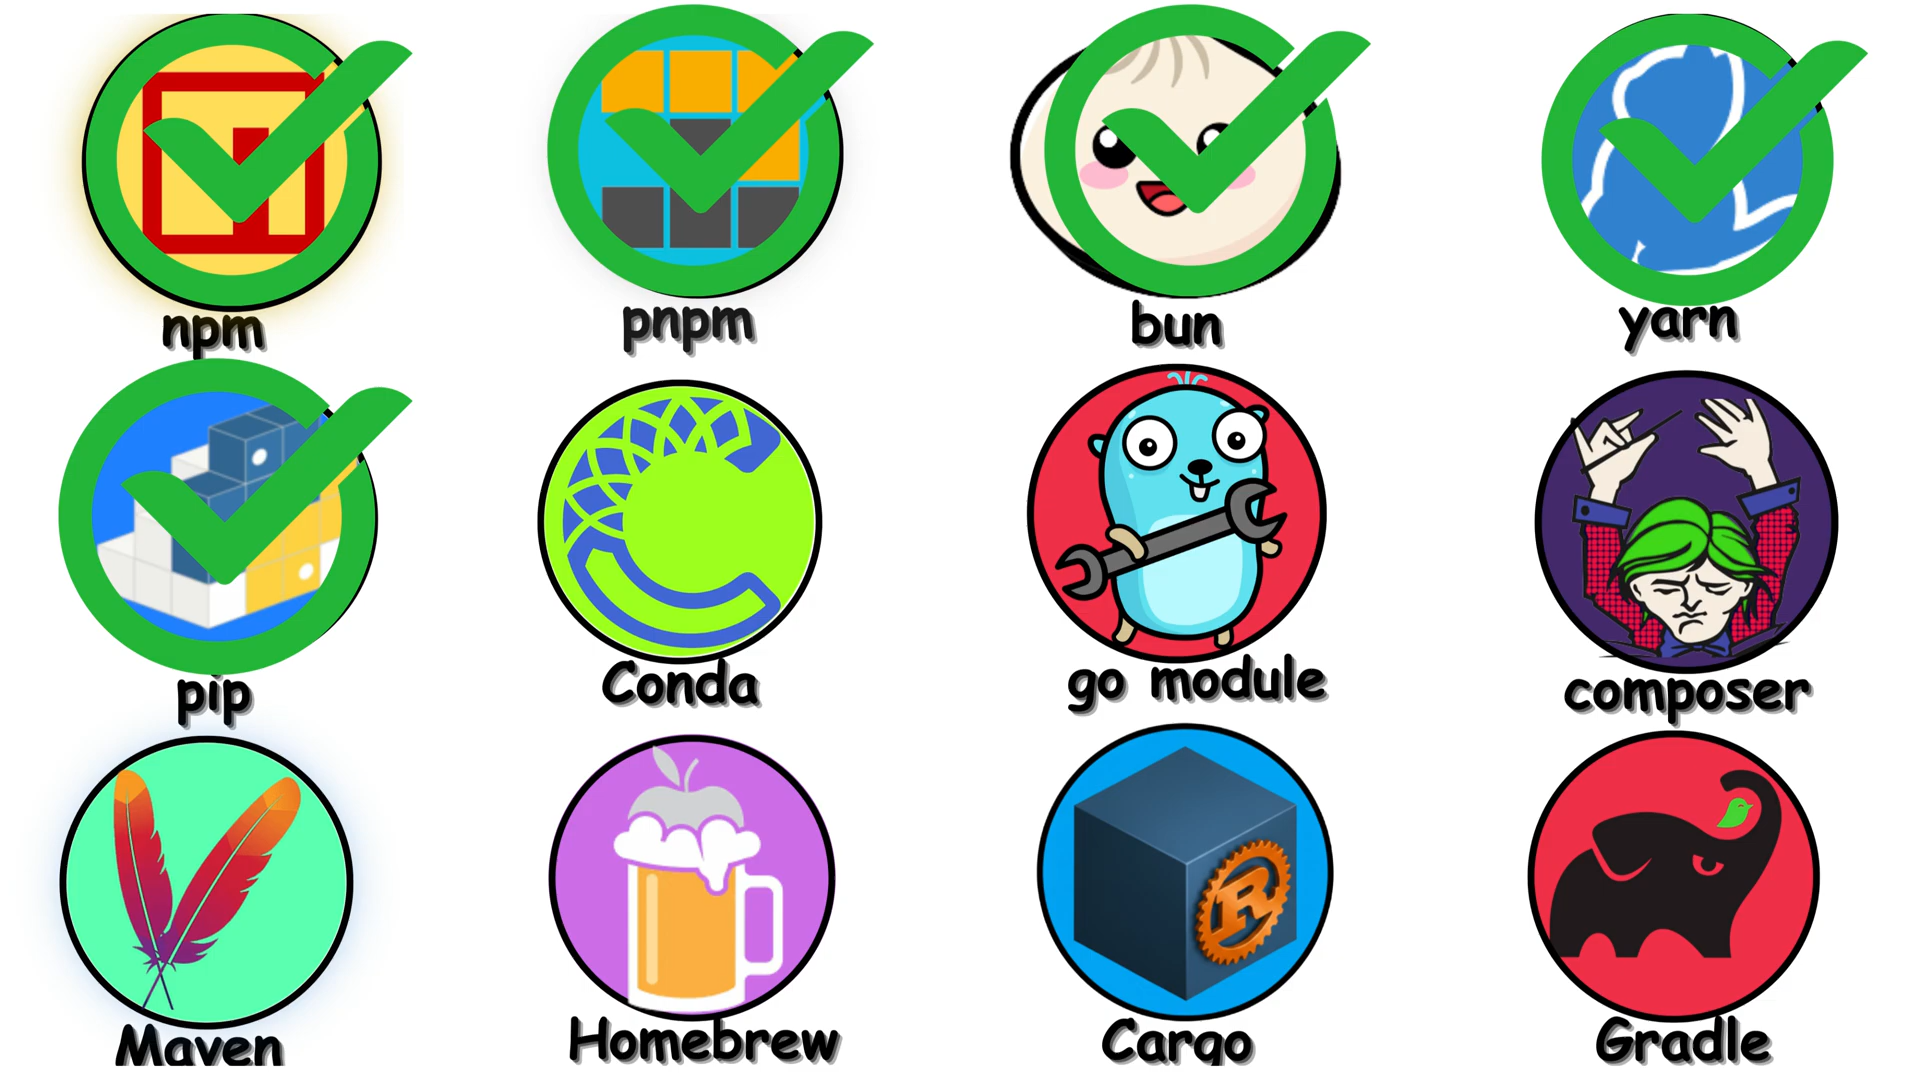 npm
pnpm
bun
yarn
pip
Conda
go module
composer
Maven
Homebrew
R
Cargo
Gradle